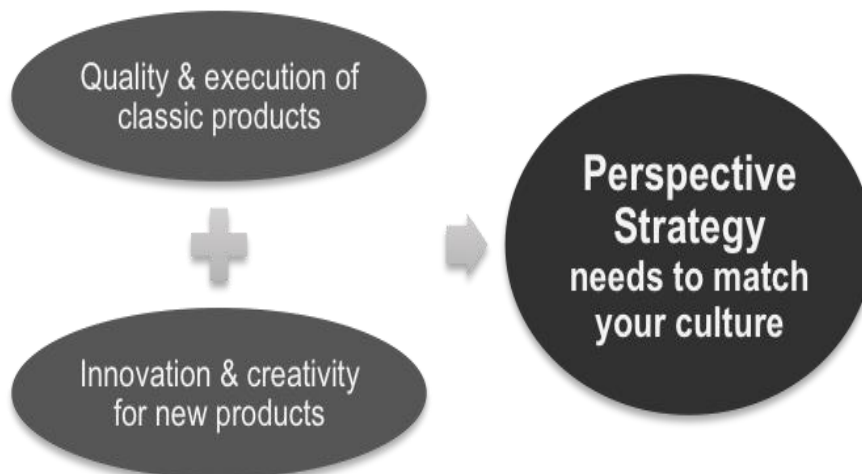 Quality & execution of
classic products
Innovation & creativity
for new products
Perspective
Strategy
needs to match
your culture